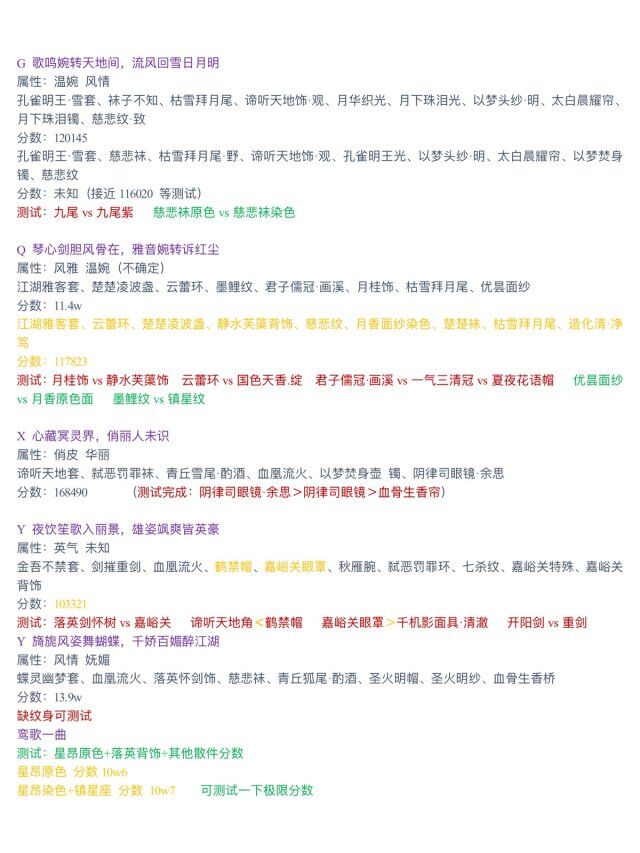 G 歌鸣婉转天地间，流风回雪日月明
属性：温婉 风情
孔雀明王·雪套、袜子不知、枯雪拜月尾、谛听天地饰·观、月华织光、月下珠泪光、以梦头纱·明、太白晨耀帘、
月下珠泪镯、慈悲纹·致
分数：120145
孔雀明王·雪套、慈悲袜、枯雪拜月尾·野、谛听天地饰·观、孔雀明王光、以梦头纱·明、太白晨耀帘、以梦焚身
镯、慈悲纹
分数：未知（接近 116020 等测试）
测试：九尾 vs 九尾紫 慈悲袜原色 vs 慈悲袜染色
Q 琴心剑胆风骨在，雅音婉转诉红尘
属性：风雅 温婉（不确定）
江湖雅客套、楚楚凌波盏、云蕾环、墨鲤纹、君子儒冠·画溪、月桂饰、枯雪拜月尾、优昙面纱
分数：11.4w
江湖雅客套、云蕾环、楚楚凌波盏、静水芙蕖背饰、慈悲纹、月香面纱染色、楚楚袜、枯雪拜月尾、造化清·净
笃
分数：117823
测试：月桂饰 vs 静水芙蕖饰 云蕾环 vs 国色天香.绽 君子儒冠·画溪 vs 一气三清冠 vs 夏夜花语帽 优昙面纱
vs 月香原色面 墨鲤纹 vs 镇星纹
X 心藏冥灵界，俏丽人未识
属性：俏皮 华丽
谛听天地套、弑恶罚罪袜、青丘雪尾·酌酒、血凰流火、以梦焚身壶 镯、阴律司眼镜·余思
分数：168490 （测试完成：阴律司眼镜·余思＞阴律司眼镜＞血骨生香帘）
Y 夜饮笙歌入丽景，雄姿飒爽皆英豪
属性：英气 未知
金吾不禁套、剑摧重剑、血凰流火、鹤禁帽、嘉峪关眼罩、秋雁腕、弑恶罚罪环、七杀纹、嘉峪关特殊、嘉峪关
背饰
分数：103321
测试：落英剑怀树 vs 嘉峪关 谛听天地角＜鹤禁帽 嘉峪关眼罩＞千机影面具·清澈 开阳剑 vs 重剑
Y 旖旎风姿舞蝴蝶，千娇百媚醉江湖
属性：风情 妩媚
蝶灵幽梦套、血凰流火、落英怀剑饰、慈悲袜、青丘狐尾·酌酒、圣火明帽、圣火明纱、血骨生香桥
分数：13.9w
缺纹身可测试
鸾歌一曲
测试：星昂原色+落英背饰+其他散件分数
星昂原色 分数 10w6
星昂染色+镇星座 分数 10w7 可测试一下极限分数